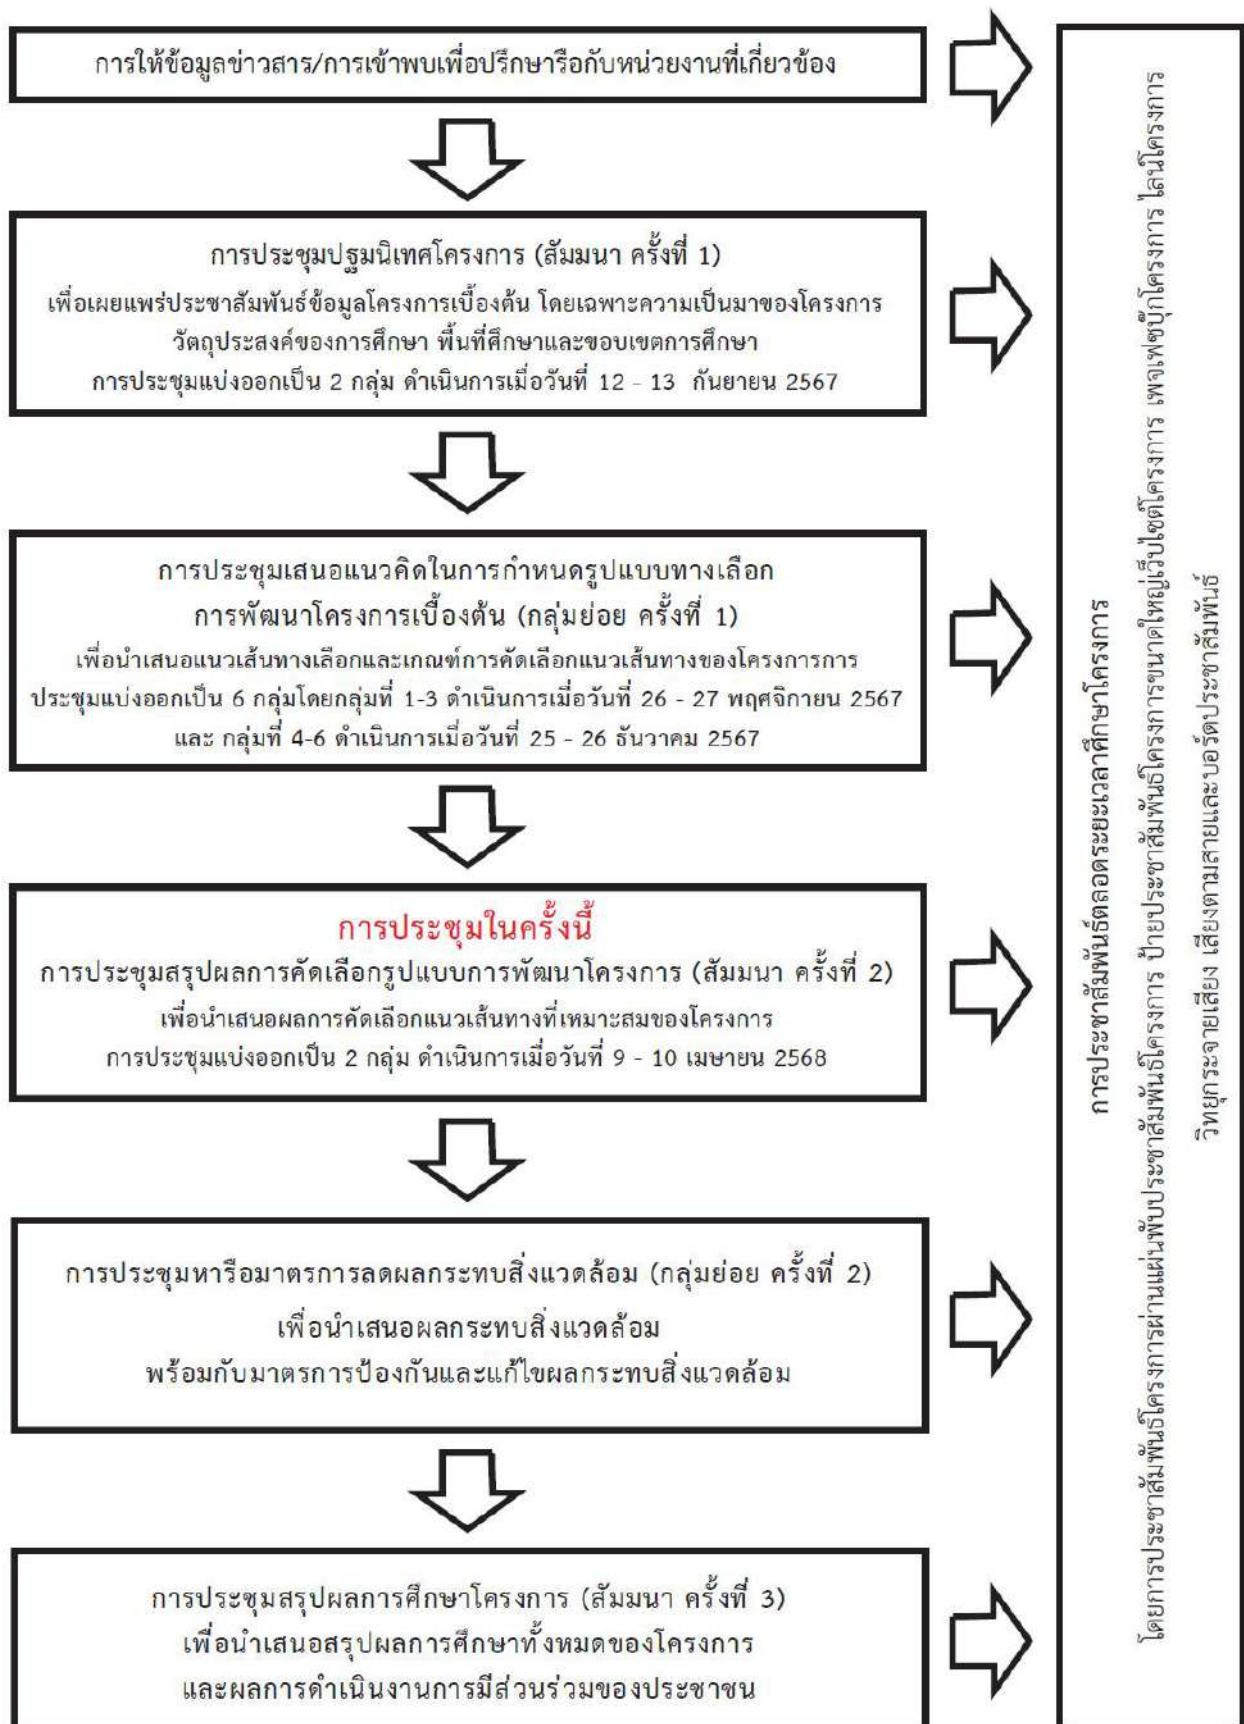 การให้ข้อมูลข่าวสาร/การเข้าพบเพื่อปรึกษารือกับหน่วยงานที่เกี่ยวข้อง
การประชุมปฐมนิเทศโครงการ (สัมมนา ครั้งที่ 1)
เพื่อเผยแพร่ประชาสัมพันธ์ข้อมูลโครงการเบื้องต้น โดยเฉพาะความเป็นมาของโครงการ
วัตถุประสงค์ของการศึกษา พื้นที่ศึกษาและขอบเขตการศึกษา
การประชุมแบ่งออกเป็น 2 กลุ่ม ดำเนินการเมื่อวันที่ 12 - 13 กันยายน 2567
การประชุมเสนอแนวคิดในการกำหนดรูปแบบทางเลือก
การพัฒนาโครงการเบื้องต้น (กลุ่มย่อย ครั้งที่ 1)
เพื่อนำเสนอแนวเส้นทางเลือกและเกณฑ์การคัดเลือกแนวเส้นทางของโครงการการ
ประชุมแบ่งออกเป็น 6 กลุ่มโดยกลุ่มที่ 1-3 ดำเนินการเมื่อวันที่ 26 - 27 พฤศจิกายน 2567
และ กลุ่มที่ 4-6 ดำเนินการเมื่อวันที่ 25 - 26 ธันวาคม 2567
การประชุมในครั้งนี้
การประชุมสรุปผลการคัดเลือกรูปแบบการพัฒนาโครงการ (สัมมนา ครั้งที่ 2)
เพื่อนำเสนอผลการคัดเลือกแนวเส้นทางที่เหมาะสมของโครงการ
การประชุมแบ่งออกเป็น 2 กลุ่ม ดำเนินการเมื่อวันที่ 9 - 10 เมษายน 2568
การประชุมหารือมาตรการลดผลกระทบสิ่งแวดล้อม (กลุ่มย่อย ครั้งที่ 2)
เพื่อนำเสนอผลกระทบสิ่งแวดล้อม
พร้อมกับมาตรการป้องกันและแก้ไขผลกระทบสิ่งแวดล้อม
การประชุมสรุปผลการศึกษาโครงการ (สัมมนา ครั้งที่ 3)
เพื่อนำเสนอสรุปผลการศึกษาทั้งหมดของโครงการ
และผลการดำเนินงานการมีส่วนร่วมของประชาชน
การประชาสัมพันธ์ตลอดระยะเวลาศึกษาโครงการ
โดยการประชาสัมพันธ์โครงการผ่านแผ่นพับประชาสัมพันธ์โครงการ ป้ายประชาสัมพันธ์โครงการขนาดใหญ่เว็บไซต์โครงการ เพจเฟซบุ๊กโครงการ ไลน์โครงการ
วิทยุกระจายเสียง เสียงตามสายและบอร์ดประชาสัมพันธ์